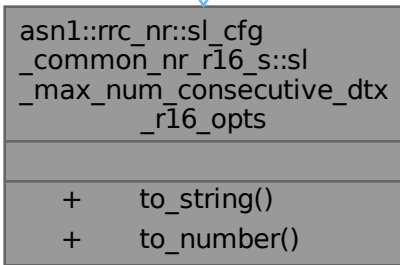 asn1::rrc_nr::sl_cfg
_common_nr_r16_s::sl
_max_num_consecutive_dtx
_r16_opts
+ to_string()
+ to_number()